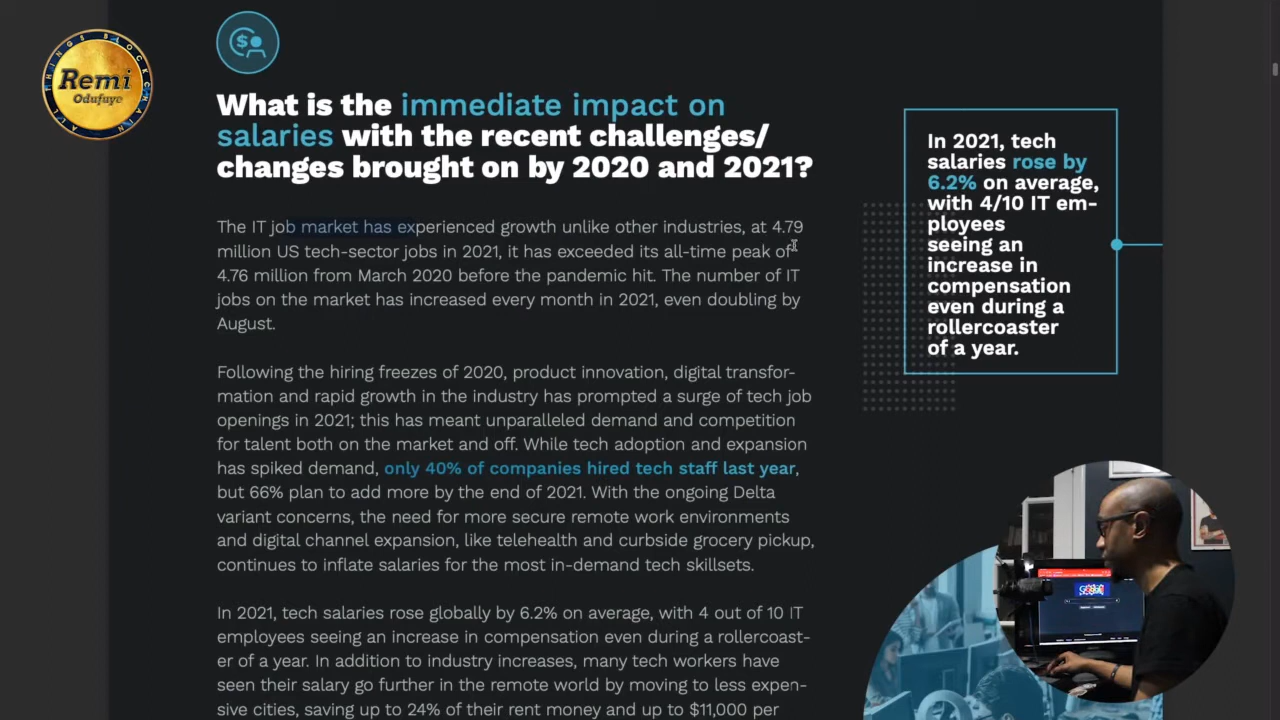 ALL THINGS BLOCKCHAIN
Remi
Odufuye
What is the immediate impact on
salaries with the recent challenges/
changes brought on by 2020 and 2021?
The IT job market has experienced growth unlike other industries, at 4.79
million US tech-sector jobs in 2021, it has exceeded its all-time peak of
4.76 million from March 2020 before the pandemic hit. The number of IT
jobs on the market has increased every month in 2021, even doubling by
August.
Following the hiring freezes of 2020, product innovation, digital transfor-
mation and rapid growth in the industry has prompted a surge of tech job
openings in 2021; this has meant unparalleled demand and competition
for talent both on the market and off. While tech adoption and expansion
has spiked demand, only 40% of companies hired tech staff last year,
but 66% plan to add more by the end of 2021. With the ongoing Delta
variant concerns, the need for more secure remote work environments
and digital channel expansion, like telehealth and curbside grocery pickup,
continues to inflate salaries for the most in-demand tech skillsets.
In 2021, tech salaries rose globally by 6.2% on average, with 4 out of 10 IT
employees seeing an increase in compensation even during a rollercoast-
er of a year. In addition to industry increases, many tech workers have
seen their salary go further in the remote world by moving to less expen-
sive cities, saving up to 24% of their rent money and up to $11,000 per
In 2021, tech
salaries rose by
6.2% on average,
with 4/10 IT em-
ployees
seeing an
increase in
compensation
even during a
rollercoaster
of a year.